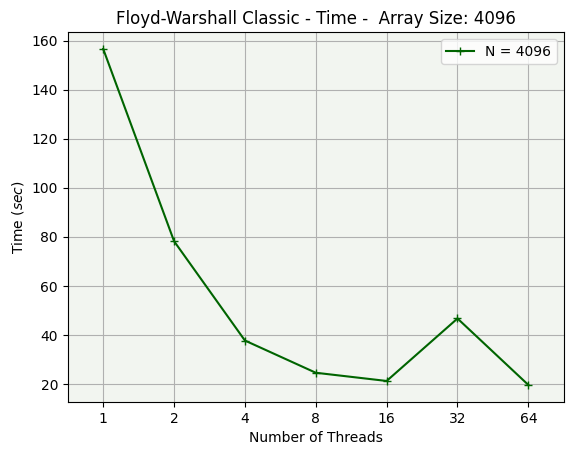 Floyd-Warshall Classic - Time -  Array Size: 4096
N = 4096
Time (sec)
160
140
120
100
80
60
40
20
1 2 4 8 16 32 64
Number of Threads